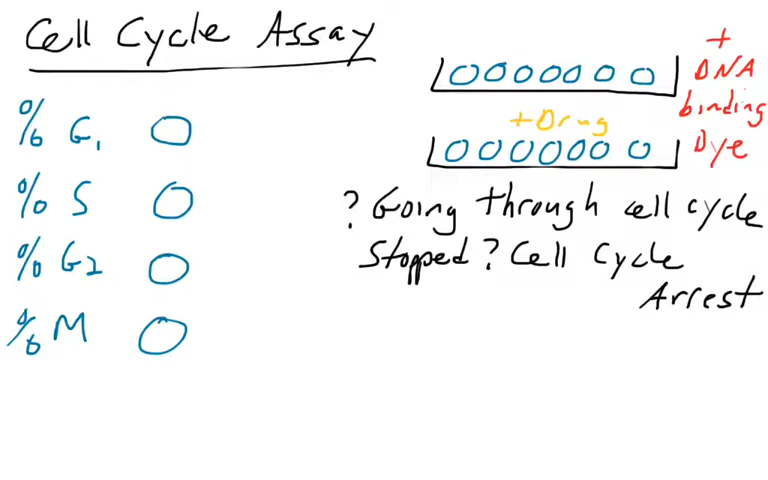 Cell Cycle Assay
% G1
% S
% G2
% M
+
DNA
binding
Dye
+Drug
? Going through cell cycle
Stopped? Cell Cycle
Arrest